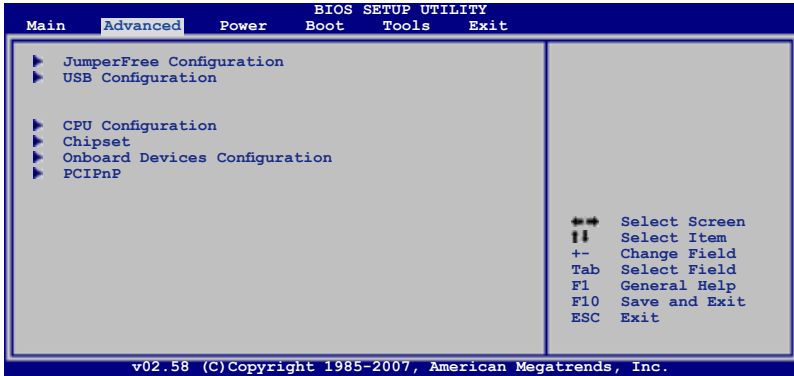 BIOS SETUP UTILITY
Main Advanced Power Boot Tools Exit
JumperFree Configuration
USB Configuration
CPU Configuration
Chipset
Onboard Devices Configuration
PCIPnP
Select Screen
Select Item
+- Change Field
Tab Select Field
F1 General Help
F10 Save and Exit
ESC Exit
v02.58 (C)Copyright 1985-2007, American Megatrends, Inc.